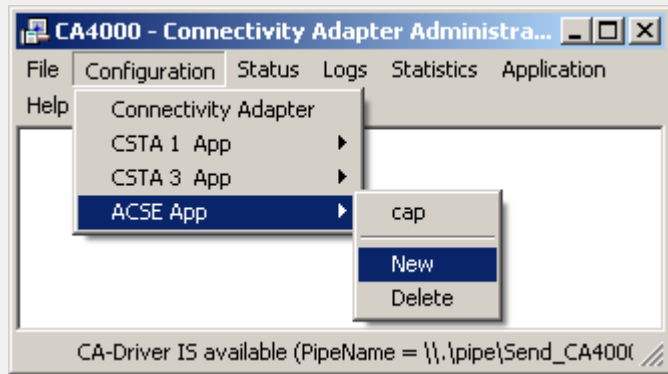 CA4000 - Connectivity Adapter Administra...
File Configuration Status Logs Statistics Application
Help
Connectivity Adapter
CSTA 1 App
CSTA 3 App
ACSE App
cap
New
Delete
CA-Driver IS available (PipeName = \\.\pipe\Send_CA400(